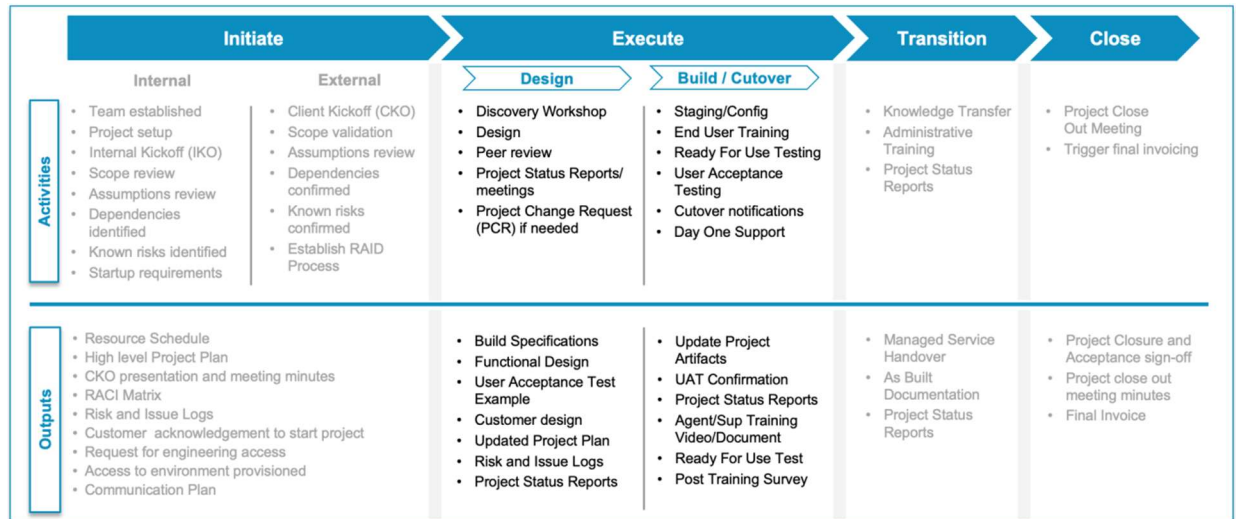 Initiate
Execute
Transition
Close
Internal
External
Design
Build / Cutover
Activities
• Team established
• Project setup
• Internal Kickoff (IKO)
• Scope review
• Assumptions review
• Dependencies
identified
• Known risks identified
• Startup requirements
• Client Kickoff (CKO)
• Scope validation
• Assumptions review
• Dependencies
confirmed
• Known risks
confirmed
• Establish RAID
Process
• Discovery Workshop
• Design
• Peer review
• Project Status Reports/
meetings
• Project Change Request
(PCR) if needed
• Staging/Config
• End User Training
• Ready For Use Testing
• User Acceptance
Testing
• Cutover notifications
• Day One Support
• Knowledge Transfer
• Administrative
Training
• Project Status
Reports
• Project Close
Out Meeting
• Trigger final invoicing
Outputs
• Resource Schedule
• High level Project Plan
• CKO presentation and meeting minutes
• RACI Matrix
• Risk and Issue Logs
• Customer acknowledgement to start project
• Request for engineering access
• Access to environment provisioned
• Communication Plan
• Build Specifications
• Functional Design
• User Acceptance Test
Example
• Customer design
• Updated Project Plan
• Risk and Issue Logs
• Project Status Reports
• Update Project
Artifacts
• UAT Confirmation
• Project Status Reports
• Agent/Sup Training
Video/Document
• Ready For Use Test
• Post Training Survey
• Managed Service
Handover
• As Built
Documentation
• Project Status
Reports
• Project Closure and
Acceptance sign-off
• Project close out
meeting minutes
• Final Invoice